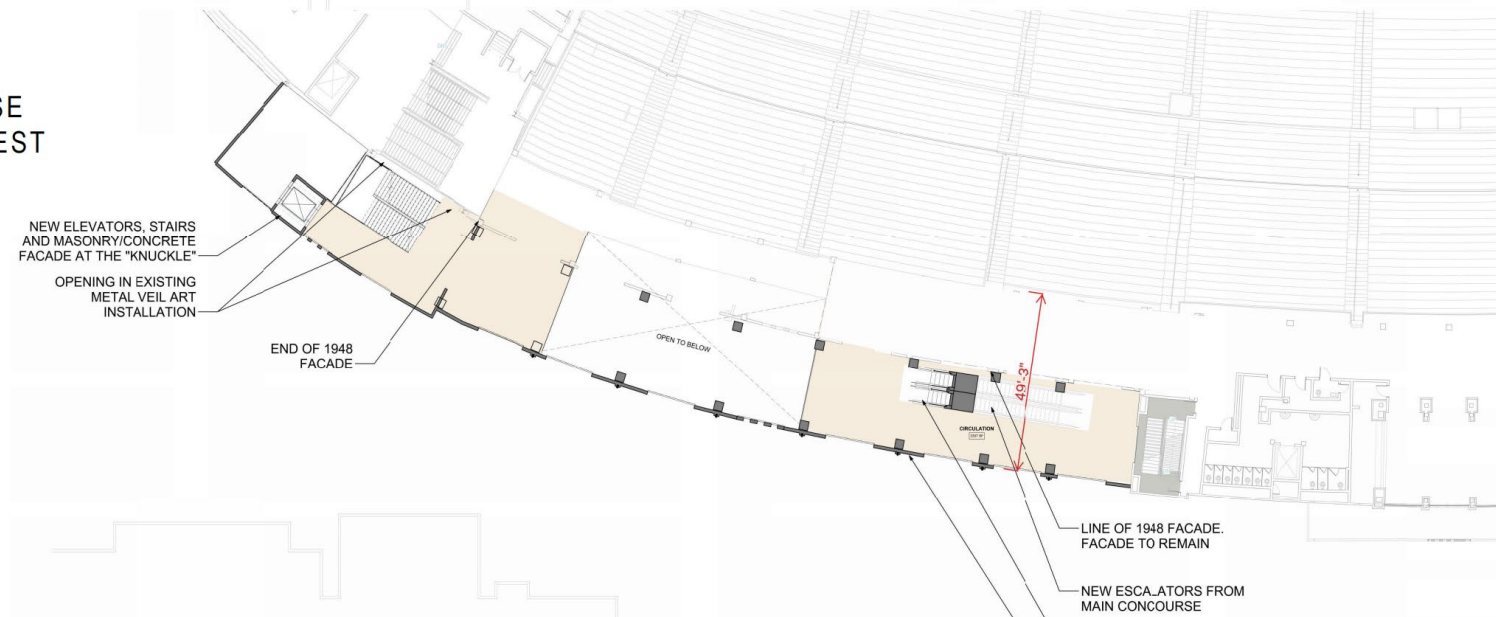 SE
EST
NEW ELEVATORS, STAIRS
AND MASONRY/CONCRETE
FACADE AT THE "KNUCKLE"
OPENING IN EXISTING
METAL VEIL ART
INSTALLATION
END OF 1948
FACADE
OPEN TO BELOW
49'-3"
CIRCULATION
LINE OF 1948 FACADE.
FACADE TO REMAIN
NEW ESCALATORS FROM
MAIN CONCOURSE